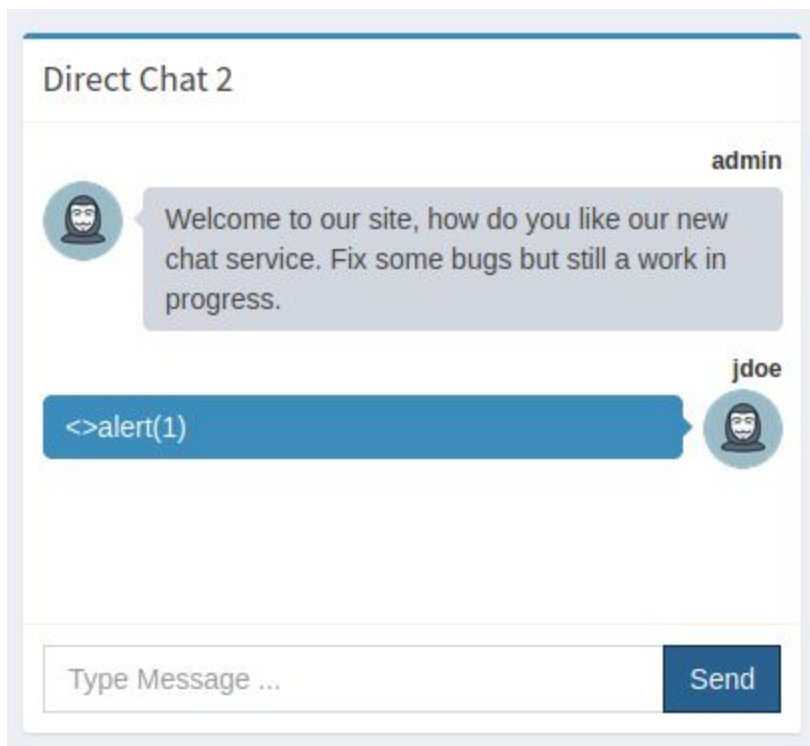 Direct Chat 2
admin
Welcome to our site, how do you like our new
chat service. Fix some bugs but still a work in
progress.
jdoe
<>alert(1)
Type Message ...
Send